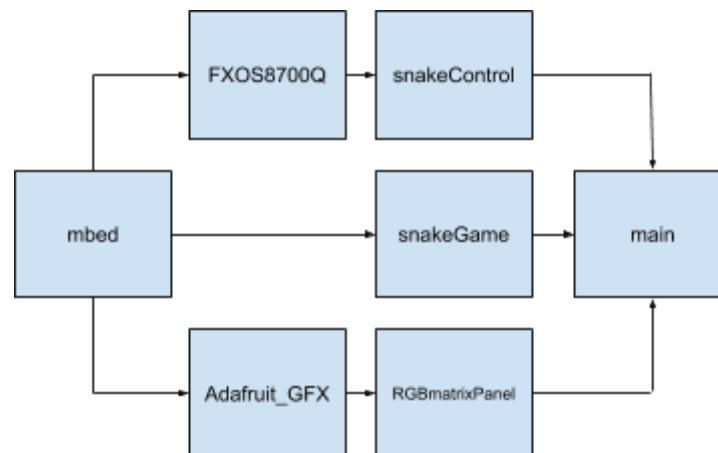 FXOS8700Q
snakeControl
mbed
snakeGame
main
Adafruit_GFX
RGBmatrixPanel